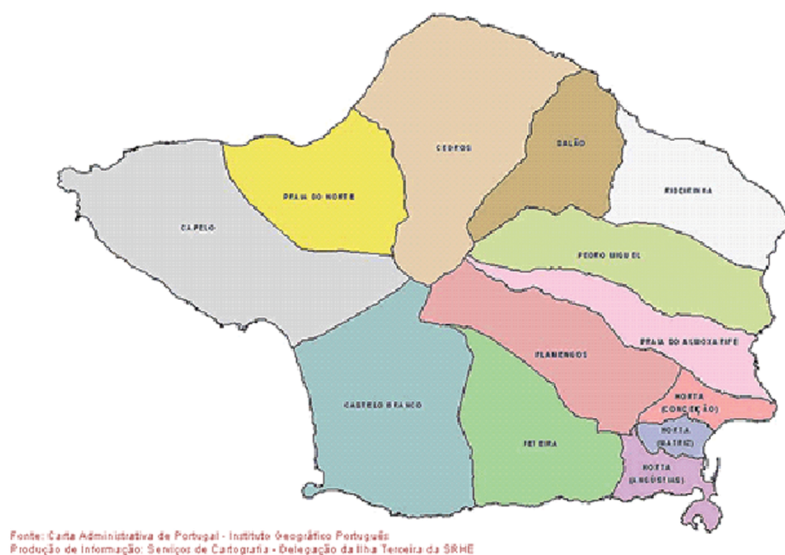 CEDROS
SALÃO
RIBEIRINHA
PRAIA DO NORTE
CAPELO
PEDRO MIGUEL
PRAIA DO ALMOXARIFE
FLAMENGOS
HORTA
(CONCEIÇÃO)
CASTELO BRANCO
HORTA
(MATRIZ)
FETEIRA
HORTA
(ANGÚSTIAS)
Fonte: Carta Administrativa de Portugal - Instituto Geográfico Português
Produção de Informação: Serviços de Cartografia - Delegação da Ilha Terceira da SRHE